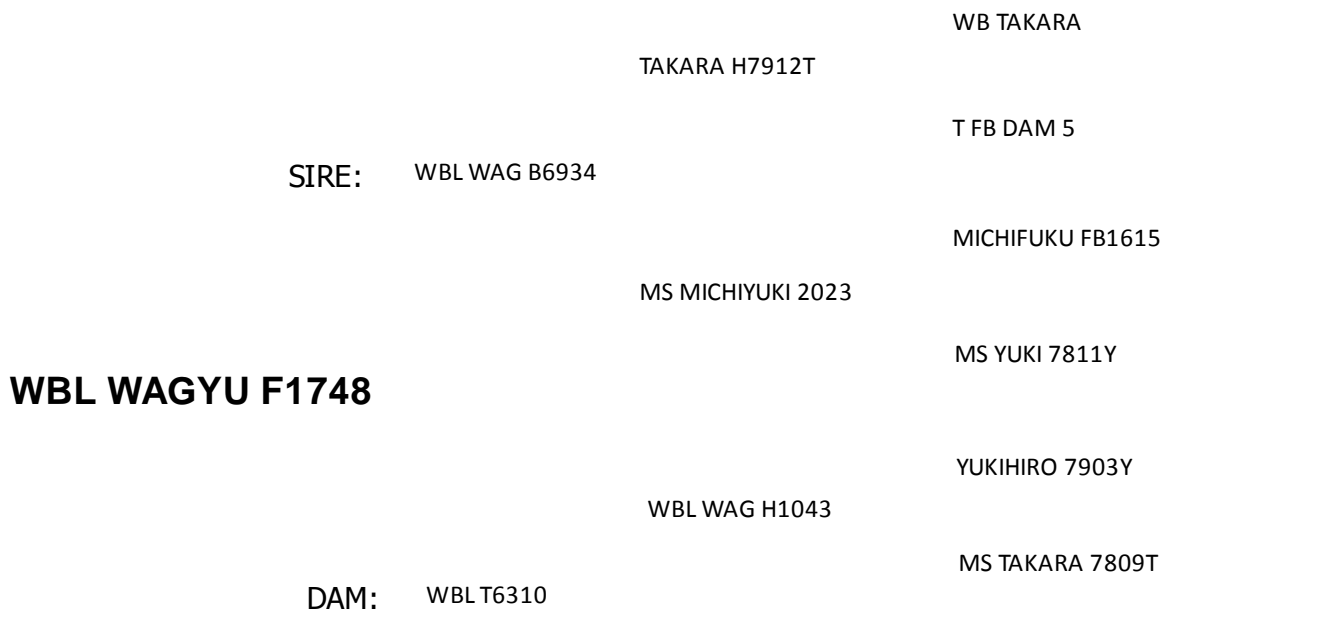 WB TAKARA
TAKARA H7912T
T FB DAM 5
SIRE: WBL WAG B6934
MICHIFUKU FB1615
MS MICHIYUKI 2023
MS YUKI 7811Y
WBL WAGYU F1748
YUKIHIRO 7903Y
WBL WAG H1043
MS TAKARA 7809T
DAM: WBL T6310